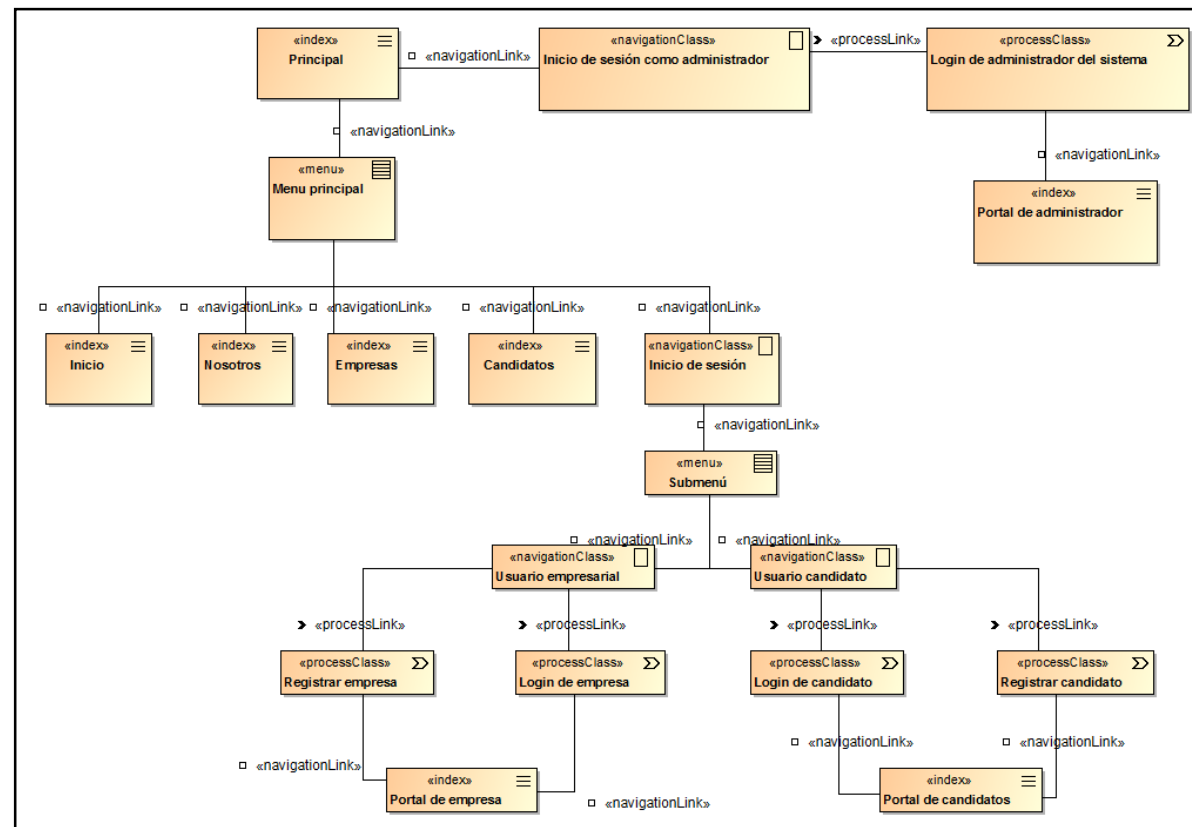 «index»
Principal
«navigationLink»
«navigationClass»
Inicio de sesión como administrador
«processLink»
«processClass»
Login de administrador del sistema
«navigationLink»
«navigationLink»
«menu»
Menu principal
«index»
Portal de administrador
«navigationLink»
«navigationLink»
«navigationLink»
«navigationLink»
«navigationLink»
«index»
Inicio
«index»
Nosotros
«index»
Empresas
«index»
Candidatos
«navigationClass»
Inicio de sesión
«navigationLink»
«menu»
Submenú
«navigationLink»
«navigationLink»
«navigationClass»
Usuario empresarial
«navigationClass»
Usuario candidato
«processLink»
«processLink»
«processLink»
«processLink»
«processClass»
Registrar empresa
«processClass»
Login de empresa
«processClass»
Login de candidato
«processClass»
Registrar candidato
«navigationLink»
«navigationLink»
«navigationLink»
«index»
Portal de empresa
«index»
Portal de candidatos
«navigationLink»